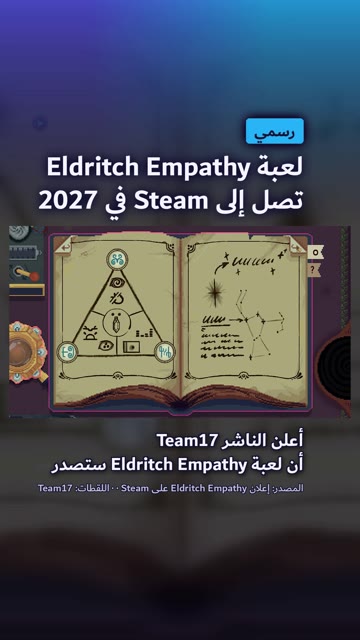 رسمي
لعبة Eldritch Empathy
تصل إلى Steam في 2027
?
أعلن الناشر Team17
أن لعبة Eldritch Empathy ستصدر
المصدر: إعلان Eldritch Empathy على Steam · · اللقطات: Team17